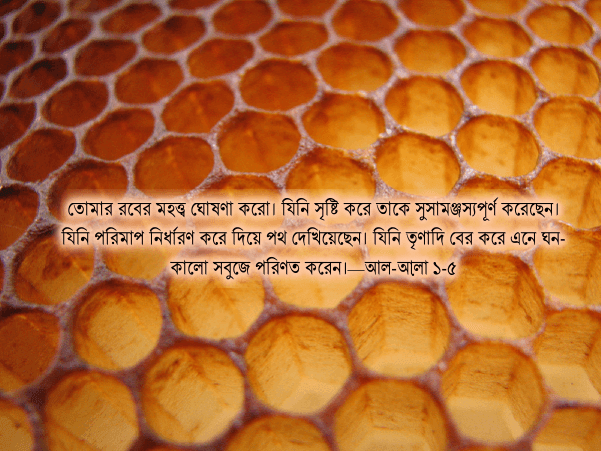 তোমার রবের মহত্ত্ব ঘোষণা করো। যিনি সৃষ্টি করে তাকে সুসামঞ্জস্যপূর্ণ করেছেন।
যিনি পরিমাপ নির্ধারণ করে দিয়ে পথ দেখিয়েছেন। যিনি তৃণাদি বের করে এনে ঘন-
কালো সবুজে পরিণত করেন।—আল-আ়লা ১-৫